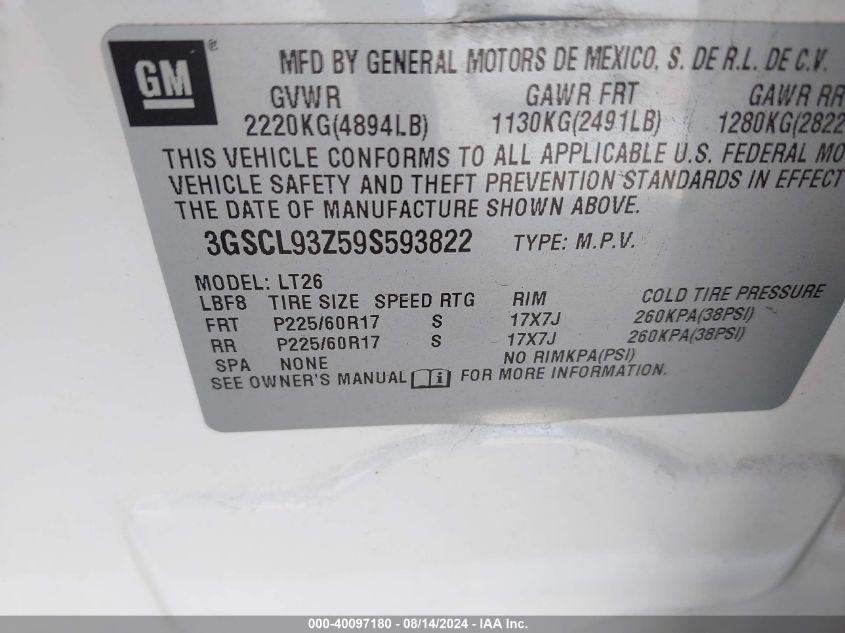 GM ®
MFD BY GENERAL MOTORS DE MEXICO, S. DE R.L. DE C.V.
GVWR GAWR FRT GAWR RR
2220KG(4894LB) 1130KG(2491LB) 1280KG(2822
THIS VEHICLE CONFORMS TO ALL APPLICABLE U.S. FEDERAL MO
VEHICLE SAFETY AND THEFT PREVENTION STANDARDS IN EFFECT
THE DATE OF MANUFACTURE SHOWN ABOVE.
3GSCL93Z59S593822 TYPE: M.P.V.
MODEL: LT26
LBF8 TIRE SIZE SPEED RTG RIM COLD TIRE PRESSURE
FRT P225/60R17 S 17X7J 260KPA(38PSI)
RR P225/60R17 S 17X7J 260KPA(38PSI)
SPA NONE NO RIMKPA(PSI)
SEE OWNER'S MANUAL FOR MORE INFORMATION.
000-40097180 - 08/14/2024 - IAA Inc.